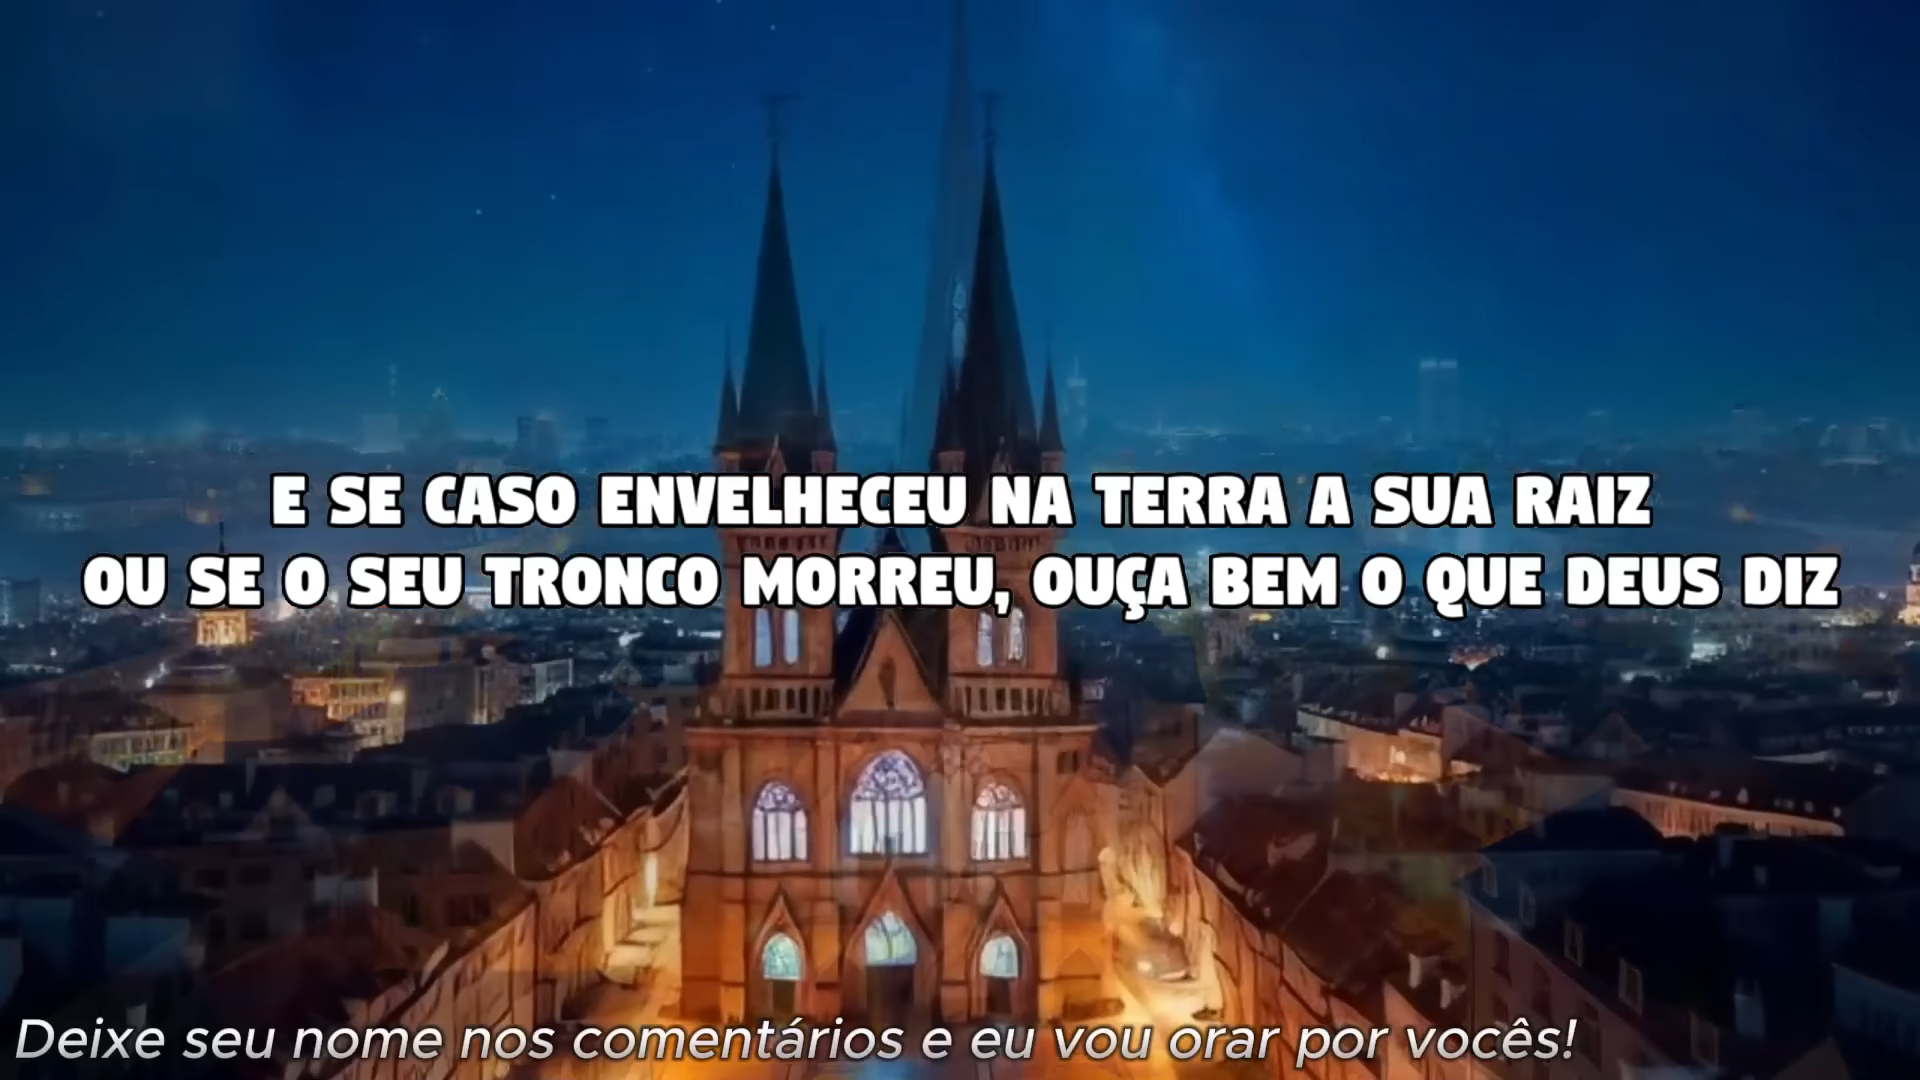 E SE CASO ENVELHECEU NA TERRA A SUA RAIZ
OU SE O SEU TRONCO MORREU, OUÇA BEM O QUE DEUS DIZ
Deixe seu nome nos comentários e eu vou orar por vocês!